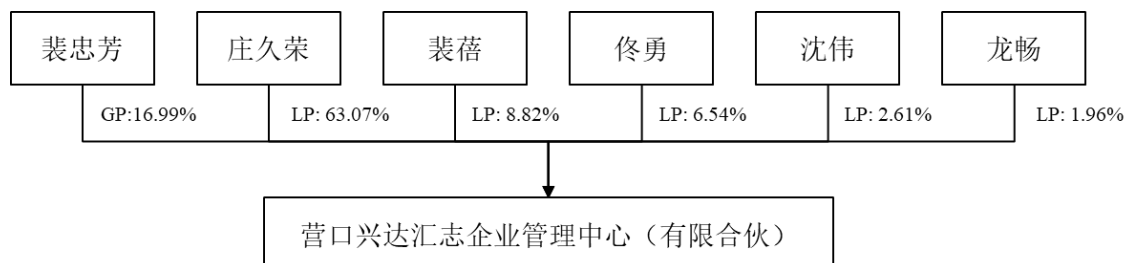 裴忠芳 庄久荣 裴蓓 佟勇 沈伟 龙畅
GP:16.99% LP: 63.07% LP: 8.82% LP: 6.54% LP: 2.61% LP: 1.96%
营口兴达汇志企业管理中心（有限合伙）